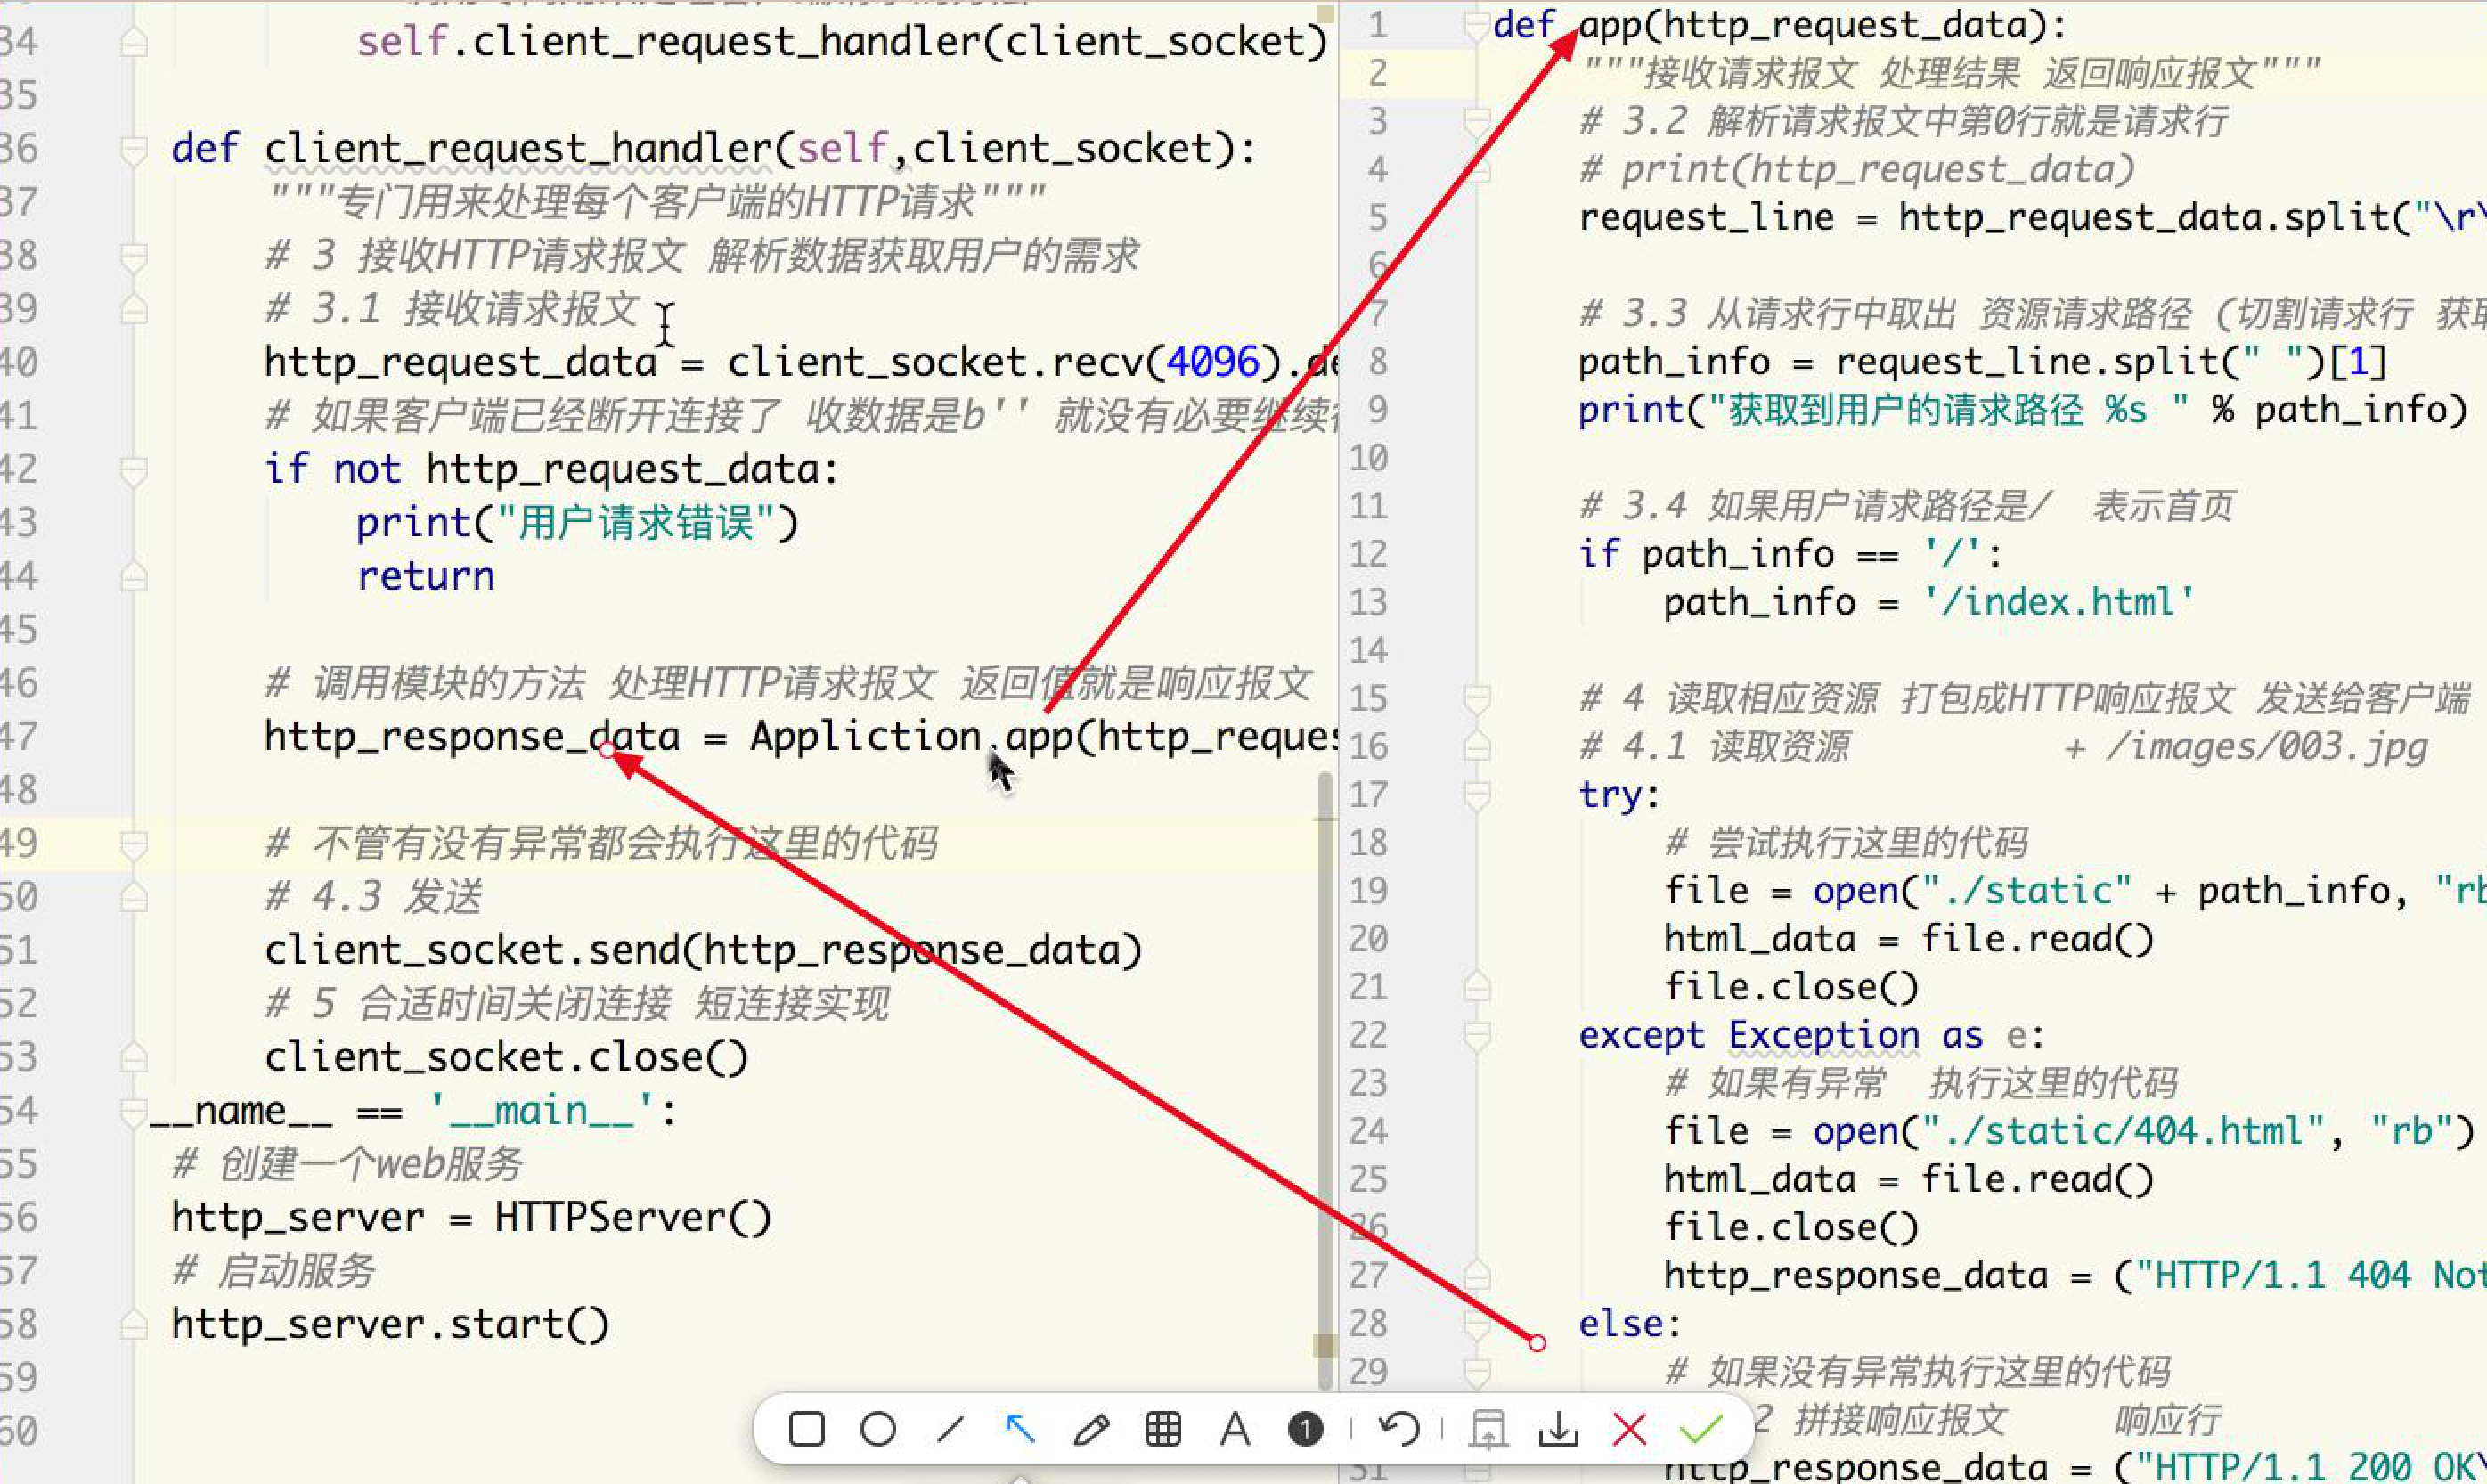 34 self.client_request_handler(client_socket)
35
36 def client_request_handler(self,client_socket):
37 """专门用来处理每个客户端的HTTP请求"""
38 # 3 接收HTTP请求报文 解析数据获取用户的需求
39 # 3.1 接收请求报文
40 http_request_data = client_socket.recv(4096).de
41 # 如果客户端已经断开连接了 收数据是b'' 就没有必要继续
42 if not http_request_data:
43 print("用户请求错误")
44 return
45
46 # 调用模块的方法 处理HTTP请求报文 返回值就是响应报文
47 http_response_data = Appliction.app(http_reques
48
49 # 不管有没有异常都会执行这里的代码
50 # 4.3 发送
51 client_socket.send(http_response_data)
52 # 5 合适时间关闭连接 短连接实现
53 client_socket.close()
54 __name__ == '__main__':
55 # 创建一个web服务
56 http_server = HTTPServer()
57 # 启动服务
58 http_server.start()
59
60
1 def app(http_request_data):
2 """接收请求报文 处理结果 返回响应报文"""
3 # 3.2 解析请求报文中第0行就是请求行
4 # print(http_request_data)
5 request_line = http_request_data.split("\r\
6
7 # 3.3 从请求行中取出 资源请求路径 (切割请求行 获取
8 path_info = request_line.split(" ")[1]
9 print("获取到用户的请求路径 %s " % path_info)
10
11 # 3.4 如果用户请求路径是/ 表示首页
12 if path_info == '/':
13 path_info = '/index.html'
14
15 # 4 读取相应资源 打包成HTTP响应报文 发送给客户端
16 # 4.1 读取资源 + /images/003.jpg
17 try:
18 # 尝试执行这里的代码
19 file = open("./static" + path_info, "rb
20 html_data = file.read()
21 file.close()
22 except Exception as e:
23 # 如果有异常 执行这里的代码
24 file = open("./static/404.html", "rb")
25 html_data = file.read()
26 file.close()
27 http_response_data = ("HTTP/1.1 404 Not
28 else:
29 # 如果没有异常执行这里的代码
2 拼接响应报文 响应行
31 http_response_data = ("HTTP/1.1 200 OK\
A 1